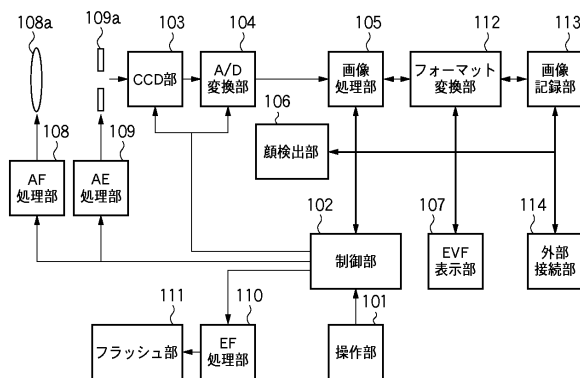 108a
109a
103
104
105
112
113
CCD部
A/D
変換部
画像
処理部
フォーマット
変換部
画像
記録部
106
顔検出部
108
109
AF
処理部
AE
処理部
102
107
114
制御部
EVF
表示部
外部
接続部
111
110
101
フラッシュ部
EF
処理部
操作部